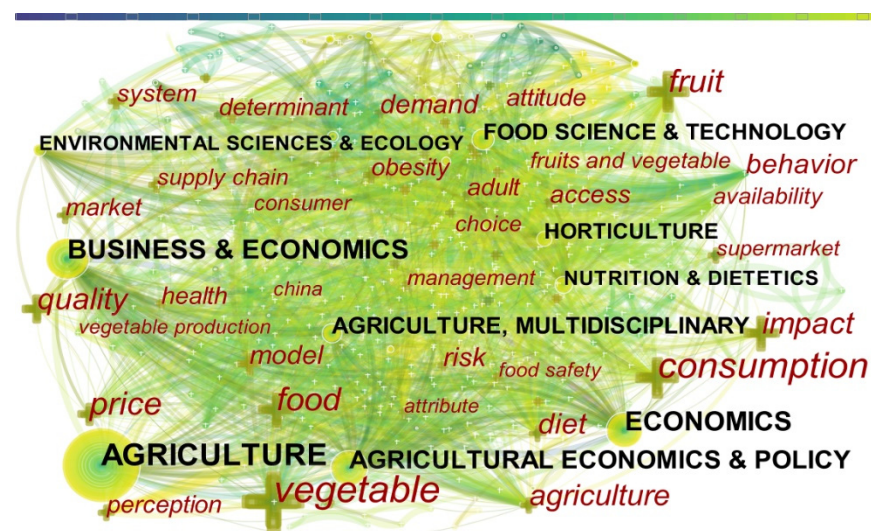 fruit
system
determinant
demand
attitude
ENVIRONMENTAL SCIENCES & ECOLOGY
FOOD SCIENCE & TECHNOLOGY
obesity
fruits and vegetable
behavior
supply chain
adult
access
availability
market
consumer
choice
HORTICULTURE
BUSINESS & ECONOMICS
supermarket
management
NUTRITION & DIETETICS
quality
health
china
vegetable production
AGRICULTURE, MULTIDISCIPLINARY
impact
model
risk
food safety
consumption
price
food
attribute
diet
ECONOMICS
AGRICULTURE
AGRICULTURAL ECONOMICS & POLICY
vegetable
agriculture
perception